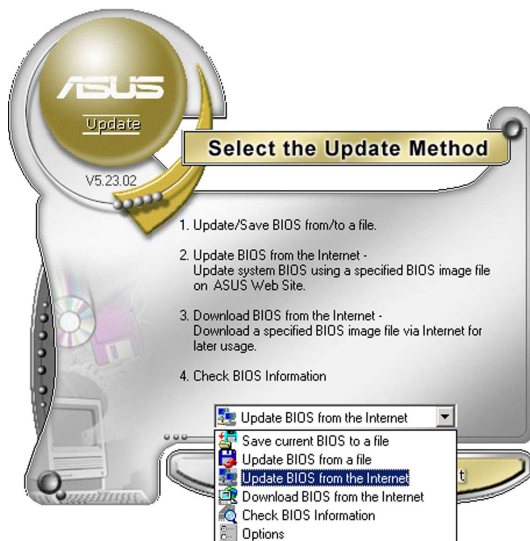 ASUS
Update
V5.23.02
Select the Update Method
1. Update/Save BIOS from/to a file.
2. Update BIOS from the Internet -
Update system BIOS using a specified BIOS image file
on ASUS Web Site.
3. Download BIOS from the Internet -
Download a specified BIOS image file via Internet for
later usage.
4. Check BIOS Information
Update BIOS from the Internet
Save current BIOS to a file
Update BIOS from a file
Update BIOS from the Internet
Download BIOS from the Internet
Check BIOS Information
Options